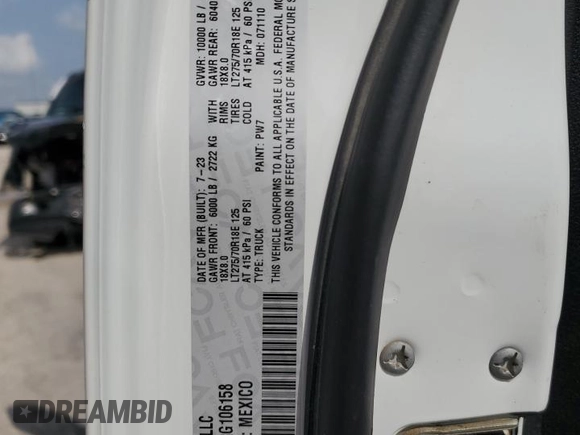 LLC
DATE OF MFR (BUILT): 7-23 GVWR: 10000 LB /
GAWR FRONT: 6000 LB / 2722 KG WITH GAWR REAR: 6040
18X8.0 RIMS 18X8.0
LT275/70R18E 125 TIRES LT275/70R18E 125
AT 415 kPa / 60 PSI COLD AT 415 kPa / 60 PSI
TYPE: TRUCK PAINT: PW7 MDH: 071110
THIS VEHICLE CONFORMS TO ALL APPLICABLE U.S.A. FEDERAL MO
STANDARDS IN EFFECT ON THE DATE OF MANUFACTURE S
G106158
: MEXICO
DREAMBID